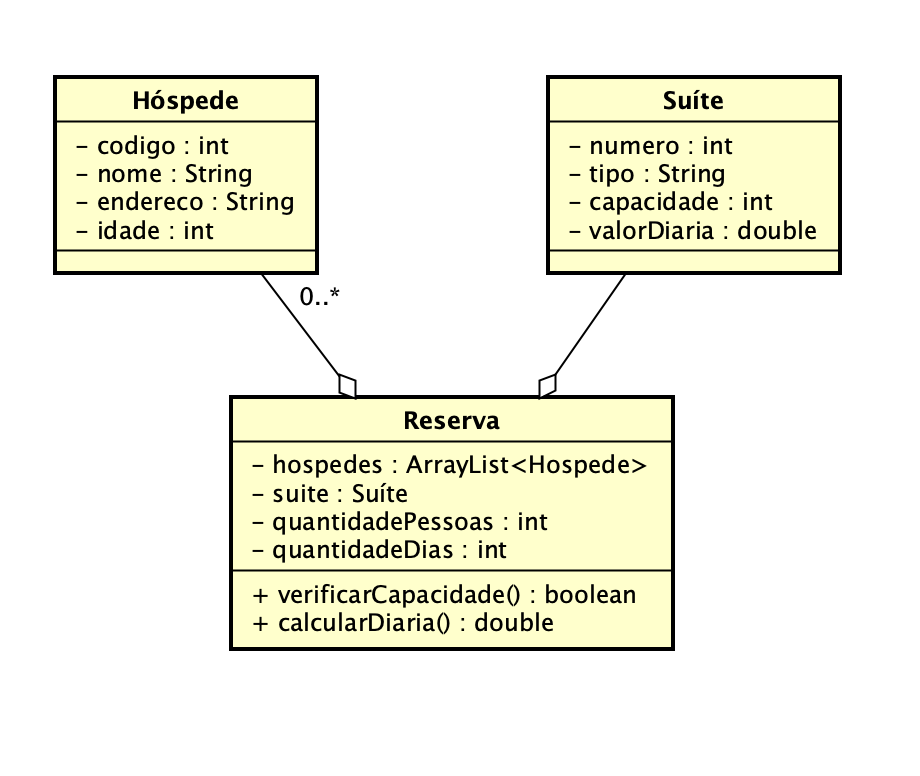 Hóspede
- codigo : int
- nome : String
- endereco : String
- idade : int
Suíte
- numero : int
- tipo : String
- capacidade : int
- valorDiaria : double
0..*
Reserva
- hospedes : ArrayList<Hospede>
- suite : Suíte
- quantidadePessoas : int
- quantidadeDias : int
+ verificarCapacidade() : boolean
+ calcularDiaria() : double